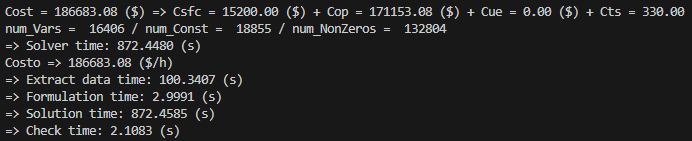 Cost = 186683.08 ($) => Csfc = 15200.00 ($) + Cop = 171153.08 ($) + Cue = 0.00 ($) + Cts = 330.00
num_Vars =  16406 / num_Const =  18855 / num_NonZeros =  132804
=> Solver time: 872.4480 (s)
Costo => 186683.08 ($/h)
=> Extract data time: 100.3407 (s)
=> Formulation time: 2.9991 (s)
=> Solution time: 872.4585 (s)
=> Check time: 2.1083 (s)